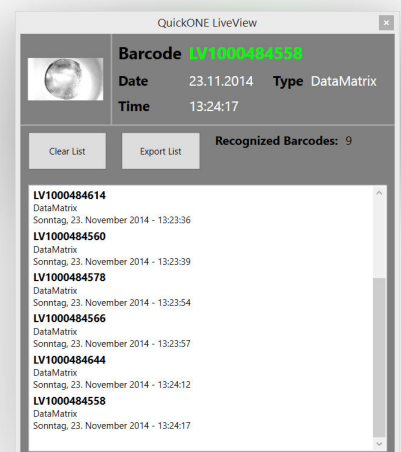 QuickONE LiveView
Barcode LV1000484558
Date 23.11.2014 Type DataMatrix
Time 13:24:17
Clear List Export List Recognized Barcodes: 9
LV1000484614
DataMatrix
Sonntag, 23. November 2014 - 13:23:36
LV1000484560
DataMatrix
Sonntag, 23. November 2014 - 13:23:39
LV1000484578
DataMatrix
Sonntag, 23. November 2014 - 13:23:54
LV1000484566
DataMatrix
Sonntag, 23. November 2014 - 13:23:57
LV1000484644
DataMatrix
Sonntag, 23. November 2014 - 13:24:12
LV1000484558
DataMatrix
Sonntag, 23. November 2014 - 13:24:17